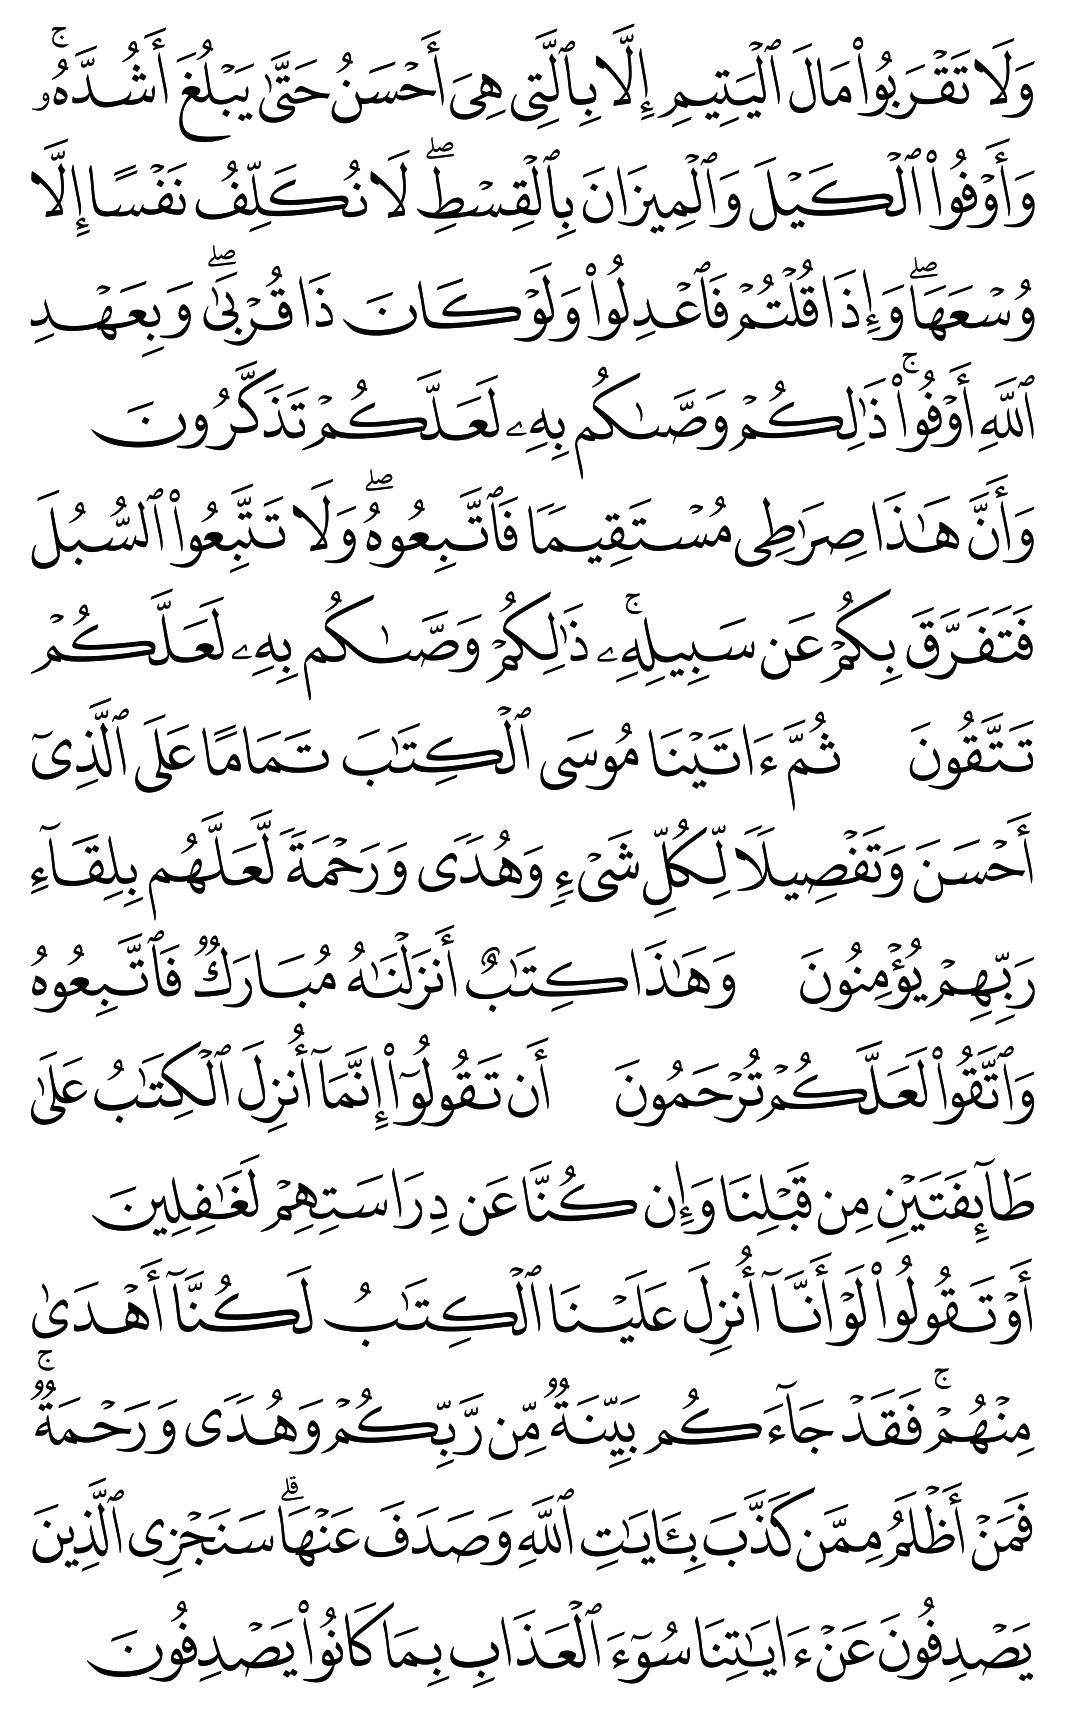 وَلَا تَقْرَبُوا۟ مَالَ ٱلْيَتِيمِ إِلَّا بِٱلَّتِى هِىَ أَحْسَنُ حَتَّىٰ يَبْلُغَ أَشُدَّهُۥ ۚ
وَأَوْفُوا۟ ٱلْكَيْلَ وَٱلْمِيزَانَ بِٱلْقِسْطِ ۖ لَا نُكَلِّفُ نَفْسًا إِلَّا
وُسْعَهَا ۖ وَإِذَا قُلْتُمْ فَٱعْدِلُوا۟ وَلَوْ كَانَ ذَا قُرْبَىٰ ۖ وَبِعَهْدِ
ٱللَّهِ أَوْفُوا۟ ۚ ذَٰلِكُمْ وَصَّىٰكُم بِهِۦ لَعَلَّكُمْ تَذَكَّرُونَ
وَأَنَّ هَـٰذَا صِرَٰطِى مُسْتَقِيمًا فَٱتَّبِعُوهُ ۖ وَلَا تَتَّبِعُوا۟ ٱلسُّبُلَ
فَتَفَرَّقَ بِكُمْ عَن سَبِيلِهِۦ ۚ ذَٰلِكُمْ وَصَّىٰكُم بِهِۦ لَعَلَّكُمْ
تَتَّقُونَ ثُمَّ ءَاتَيْنَا مُوسَى ٱلْكِتَـٰبَ تَمَامًا عَلَى ٱلَّذِىٓ
أَحْسَنَ وَتَفْصِيلًا لِّكُلِّ شَىْءٍ وَهُدًى وَرَحْمَةً لَّعَلَّهُم بِلِقَآءِ
رَبِّهِمْ يُؤْمِنُونَ وَهَـٰذَا كِتَـٰبٌ أَنزَلْنَـٰهُ مُبَارَكٌ فَٱتَّبِعُوهُ
وَٱتَّقُوا۟ لَعَلَّكُمْ تُرْحَمُونَ أَن تَقُولُوٓا۟ إِنَّمَآ أُنزِلَ ٱلْكِتَـٰبُ عَلَىٰ
طَآئِفَتَيْنِ مِن قَبْلِنَا وَإِن كُنَّا عَن دِرَاسَتِهِمْ لَغَـٰفِلِينَ
أَوْ تَقُولُوا۟ لَوْ أَنَّآ أُنزِلَ عَلَيْنَا ٱلْكِتَـٰبُ لَكُنَّآ أَهْدَىٰ
مِنْهُمْ ۚ فَقَدْ جَآءَكُم بَيِّنَةٌ مِّن رَّبِّكُمْ وَهُدًى وَرَحْمَةٌ ۚ
فَمَنْ أَظْلَمُ مِمَّن كَذَّبَ بِـَٔايَـٰتِ ٱللَّهِ وَصَدَفَ عَنْهَا ۗ سَنَجْزِى ٱلَّذِينَ
يَصْدِفُونَ عَنْ ءَايَـٰتِنَا سُوٓءَ ٱلْعَذَابِ بِمَا كَانُوا۟ يَصْدِفُونَ